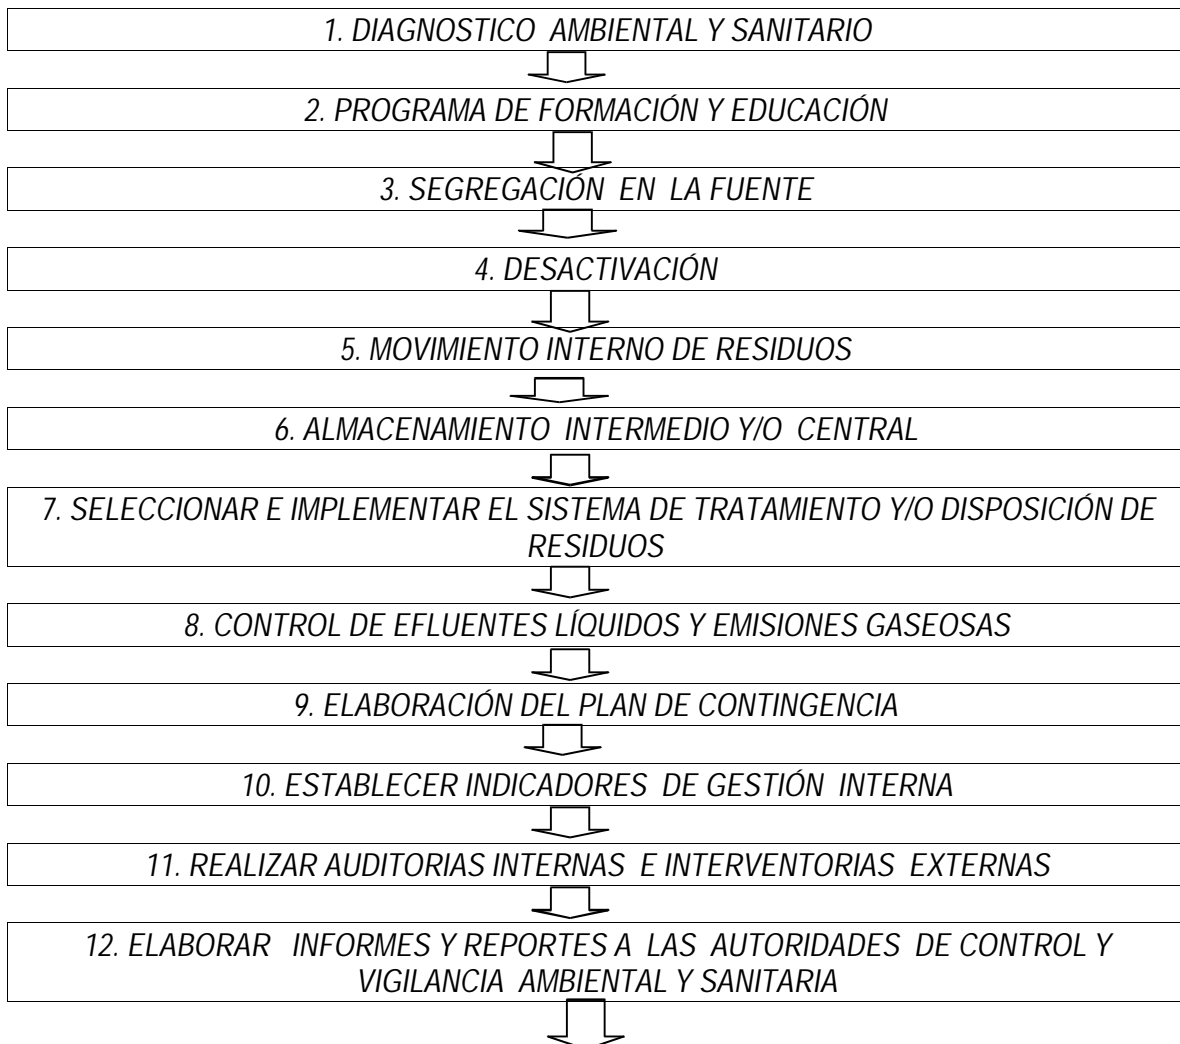 1. DIAGNOSTICO AMBIENTAL Y SANITARIO
2. PROGRAMA DE FORMACIÓN Y EDUCACIÓN
3. SEGREGACIÓN EN LA FUENTE
4. DESACTIVACIÓN
5. MOVIMIENTO INTERNO DE RESIDUOS
6. ALMACENAMIENTO INTERMEDIO Y/O CENTRAL
7. SELECCIONAR E IMPLEMENTAR EL SISTEMA DE TRATAMIENTO Y/O DISPOSICIÓN DE
RESIDUOS
8. CONTROL DE EFLUENTES LÍQUIDOS Y EMISIONES GASEOSAS
9. ELABORACIÓN DEL PLAN DE CONTINGENCIA
10. ESTABLECER INDICADORES DE GESTIÓN INTERNA
11. REALIZAR AUDITORIAS INTERNAS E INTERVENTORIAS EXTERNAS
12. ELABORAR INFORMES Y REPORTES A LAS AUTORIDADES DE CONTROL Y
VIGILANCIA AMBIENTAL Y SANITARIA